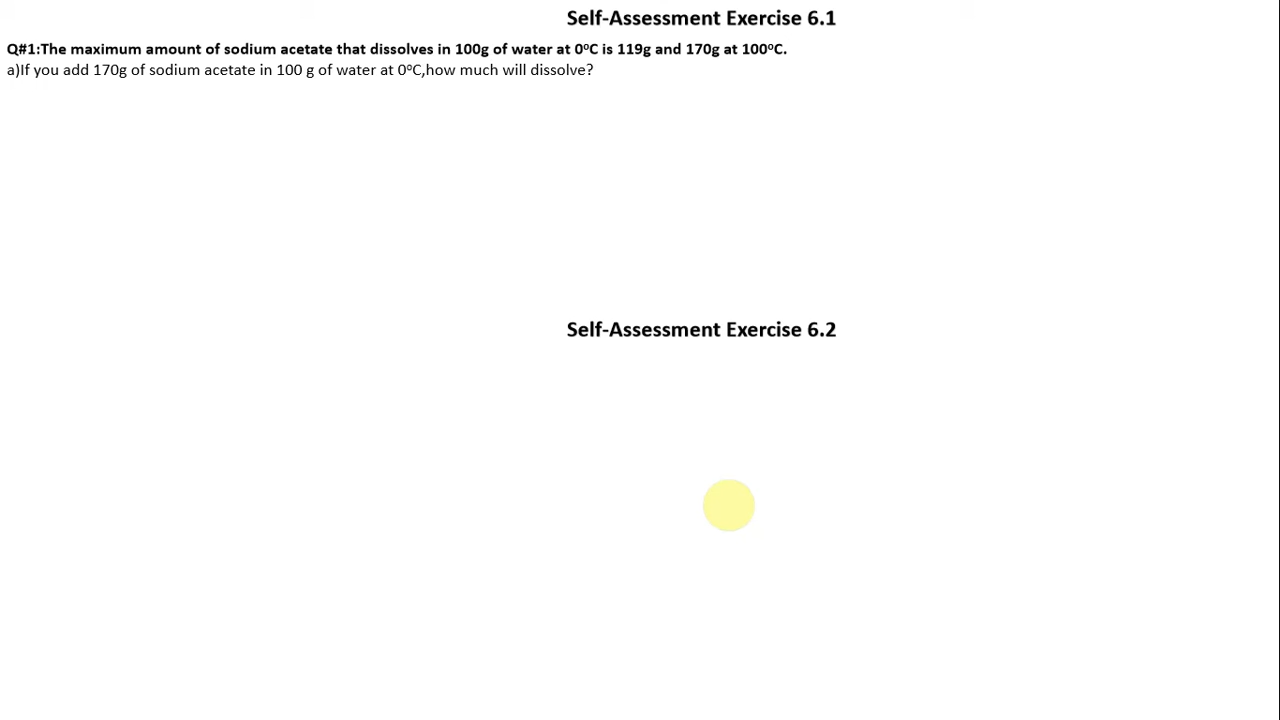 Self-Assessment Exercise 6.1
Q#1:The maximum amount of sodium acetate that dissolves in 100g of water at 0ºC is 119g and 170g at 100ºC.
a)If you add 170g of sodium acetate in 100 g of water at 0ºC,how much will dissolve?
Self-Assessment Exercise 6.2